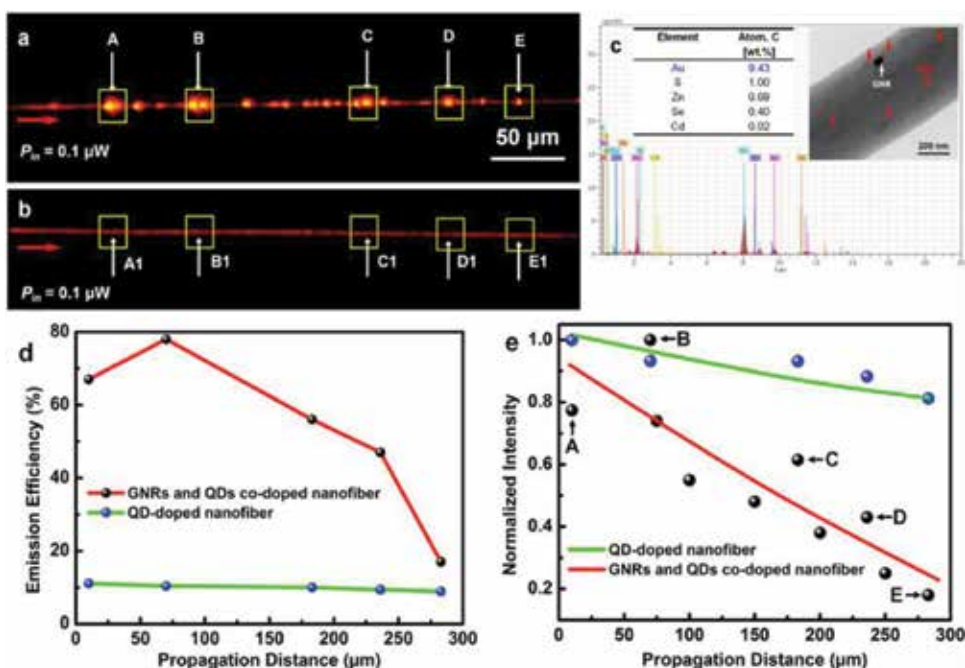 a
A
B
C
D
E
50 µm
P_in = 0.1 µW
b
A1
B1
C1
D1
E1
P_in = 0.1 µW
c
Element Atom. C
[wt.%]
Au 9.43
S 1.00
Zn 0.09
Se 0.40
Cd 0.02
GNR
200 nm
d
80
60
40
20
0
Emission Efficiency (%)
GNRs and QDs co-doped nanofiber
QD-doped nanofiber
0 50 100 150 200 250 300
Propagation Distance (µm)
e
1.0
0.8
0.6
0.4
0.2
Normalized Intensity
B
A
C
D
E
QD-doped nanofiber
GNRs and QDs co-doped nanofiber
0 50 100 150 200 250 300
Propagation Distance (µm)